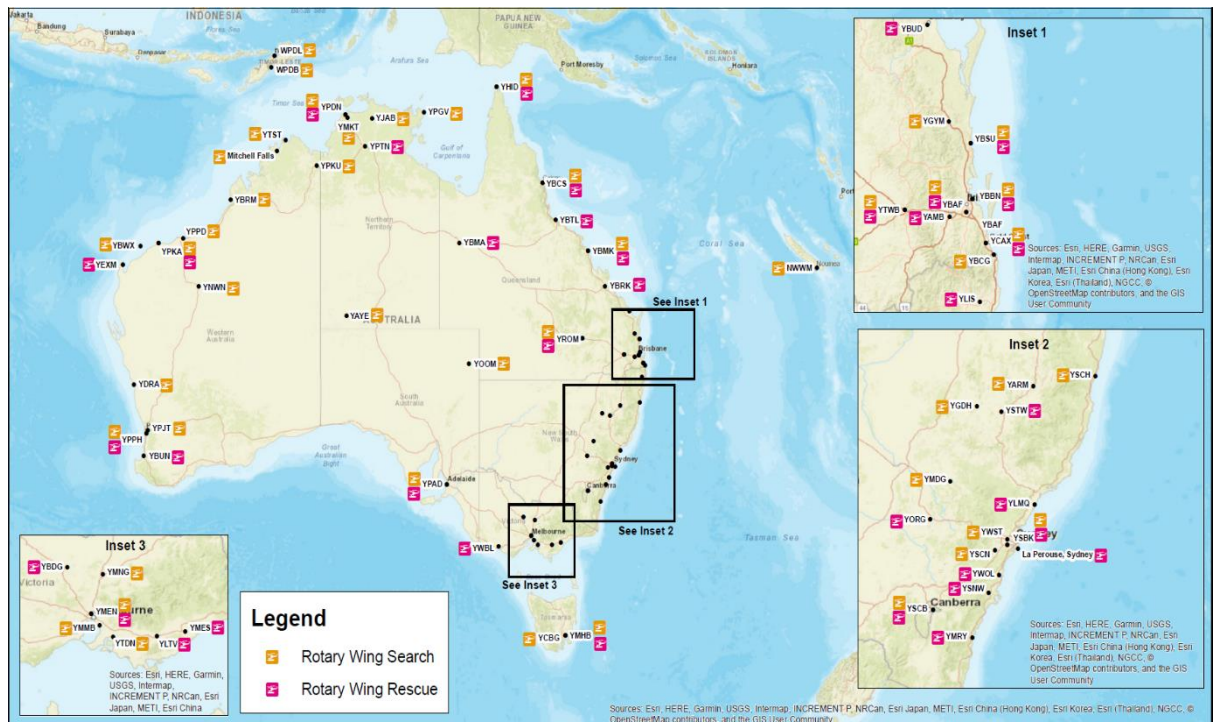 Jakarta
INDONESIA
Bandung
Surabaya
Denpasar
WPDL
TIMOR-LESTE
WPDB
Arafura Sea
PAPUA NEW
GUINEA
Port Moresby
Solomon Sea
SOLOMON
ISLANDS
Honiara
Timor Sea
YPDN
YMKT
YJAB
YPGV
YHID
YTST
Mitchell Falls
YPKU
YPTN
Gulf of
Carpentaria
YBCS
YBRM
Northern
Territory
YBTL
YPPD
YBWX
YPKA
YEXM
YBMA
YBMK
Coral Sea
NWWM
Noumea
YNWN
Queensland
YBRK
See Inset 1
YAYE
AUSTRALIA
Western
Australia
YROM
Brisbane
YOOM
YDRA
South
Australia
YPJT
YPPH
YBUN
Great
Australian
Bight
New South
Wales
Sydney
YPAD
Adelaide
Canberra
See Inset 2
Victoria
Melbourne
YWBL
See Inset 3
Tasman Sea
Tasmania
YCBG
YMHB
Inset 1
YBUD
YGYM
YBSU
YBBN
YTWB
YBAF
YAMB
YBAF
YCAX
YBCG
YLIS
Sources: Esri, HERE, Garmin, USGS,
Intermap, INCREMENT P, NRCan, Esri
Japan, METI, Esri China (Hong Kong), Esri
Korea, Esri (Thailand), NGCC, ©
OpenStreetMap contributors, and the GIS
User Community
Inset 2
YSCH
YARM
YGDH
YSTW
YMDG
YLMQ
YORG
YWST
YSBK
YSCN
La Perouse, Sydney
YWOL
YSNW
YSCB
Canberra
YMRY
Sources: Esri, HERE, Garmin, USGS,
Intermap, INCREMENT P, NRCan, Esri
Japan, METI, Esri China (Hong Kong), Esri
Korea, Esri (Thailand), NGCC, ©
OpenStreetMap contributors, and the GIS
User Community
Inset 3
YBDG
Victoria
YMNG
YMEN
YMMB
YTDN
YLTV
YMES
Sources: Esri, HERE, Garmin,
USGS, Intermap,
INCREMENT P, NRCan, Esri
Japan, METI, Esri China
Legend
Rotary Wing Search
Rotary Wing Rescue
Sources: Esri, HERE, Garmin, USGS, Intermap, INCREMENT P, NRCan, Esri Japan, METI, Esri China (Hong Kong), Esri Korea, Esri (Thailand), NGCC, ©
OpenStreetMap contributors, and the GIS User Community